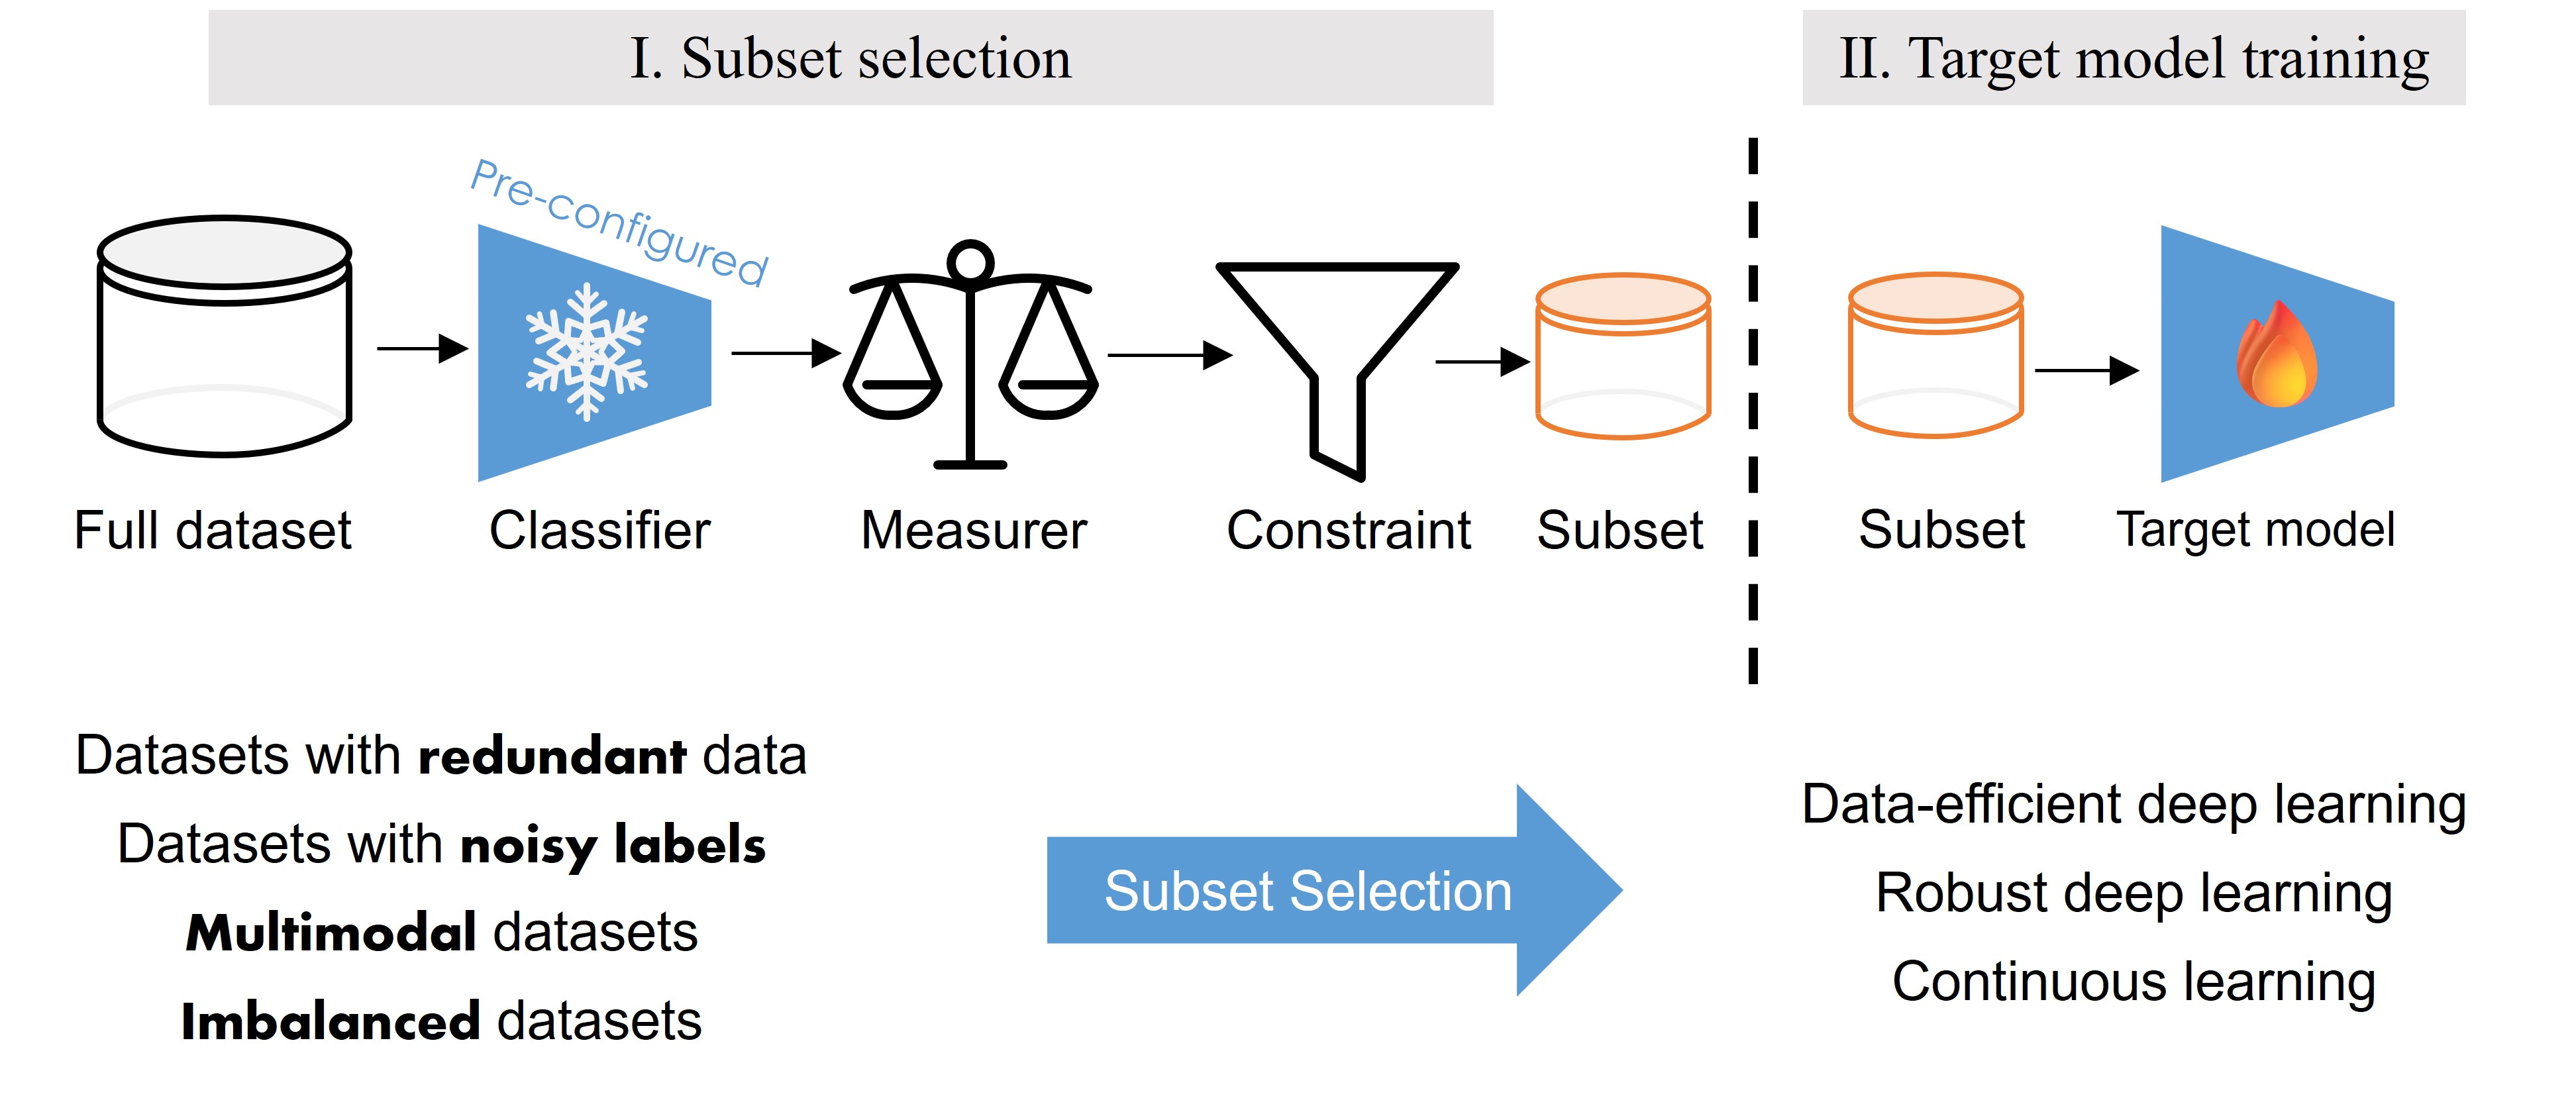 I. Subset selection
II. Target model training
Pre-configured
Full dataset
Classifier
Measurer
Constraint
Subset
Subset
Target model
Datasets with redundant data
Datasets with noisy labels
Multimodal datasets
Imbalanced datasets
Subset Selection
Data-efficient deep learning
Robust deep learning
Continuous learning